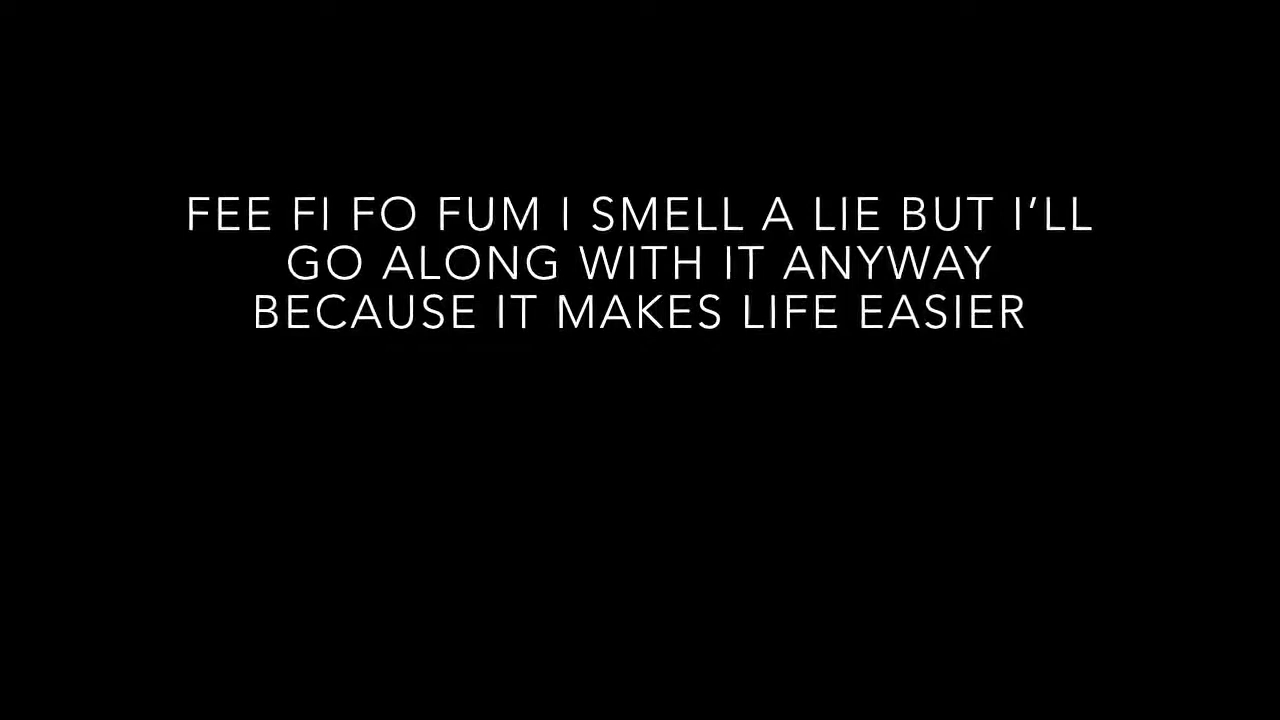 FEE FI FO FUM I SMELL A LIE BUT I’LL
GO ALONG WITH IT ANYWAY
BECAUSE IT MAKES LIFE EASIER